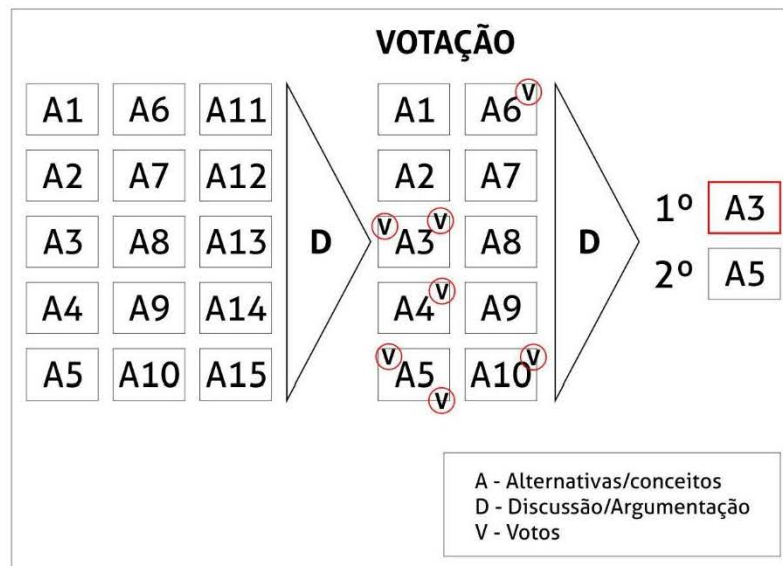 VOTAÇÃO
A1 A6 A11 A1 A6 V
A2 A7 A12 A2 A7
1º A3
V V
A3 A8 A13 D A3 A8 D
2º A5
V
A4 A9 A14 A4 A9
V V
A5 A10 A15 A5 A10
V
A - Alternativas/conceitos
D - Discussão/Argumentação
V - Votos